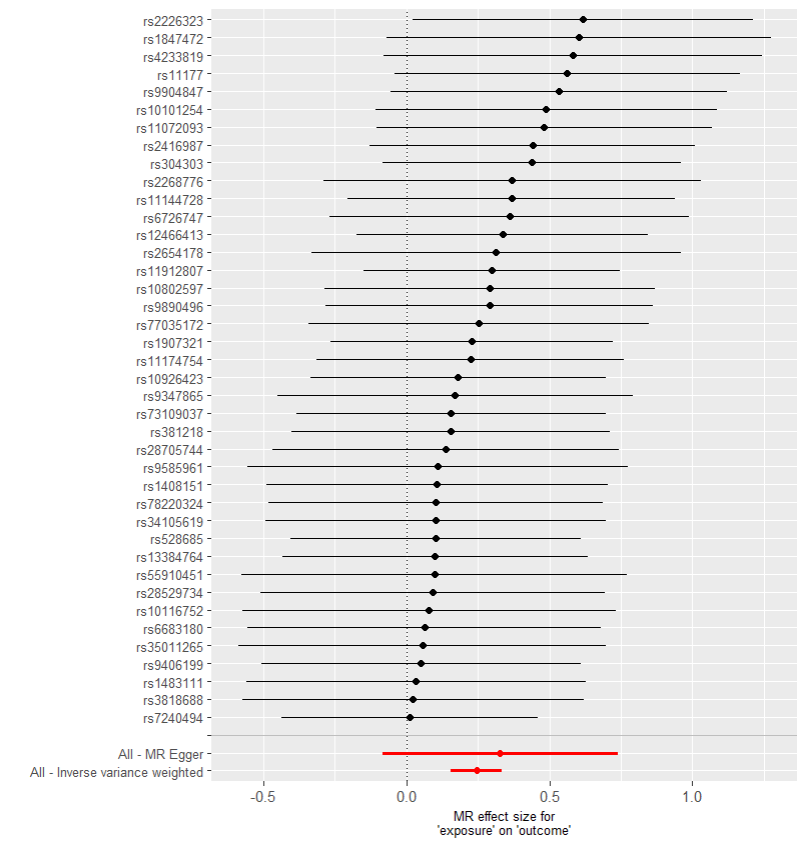 rs2226323
rs1847472
rs4233819
rs11177
rs9904847
rs10101254
rs11072093
rs2416987
rs304303
rs2268776
rs11144728
rs6726747
rs12466413
rs2654178
rs11912807
rs10802597
rs9890496
rs77035172
rs1907321
rs11174754
rs10926423
rs9347865
rs73109037
rs381218
rs28705744
rs9585961
rs1408151
rs78220324
rs34105619
rs528685
rs13384764
rs55910451
rs28529734
rs10116752
rs6683180
rs35011265
rs9406199
rs1483111
rs3818688
rs7240494
All - MR Egger
All - Inverse variance weighted
-0.5 0.0 0.5 1.0
MR effect size for
'exposure' on 'outcome'